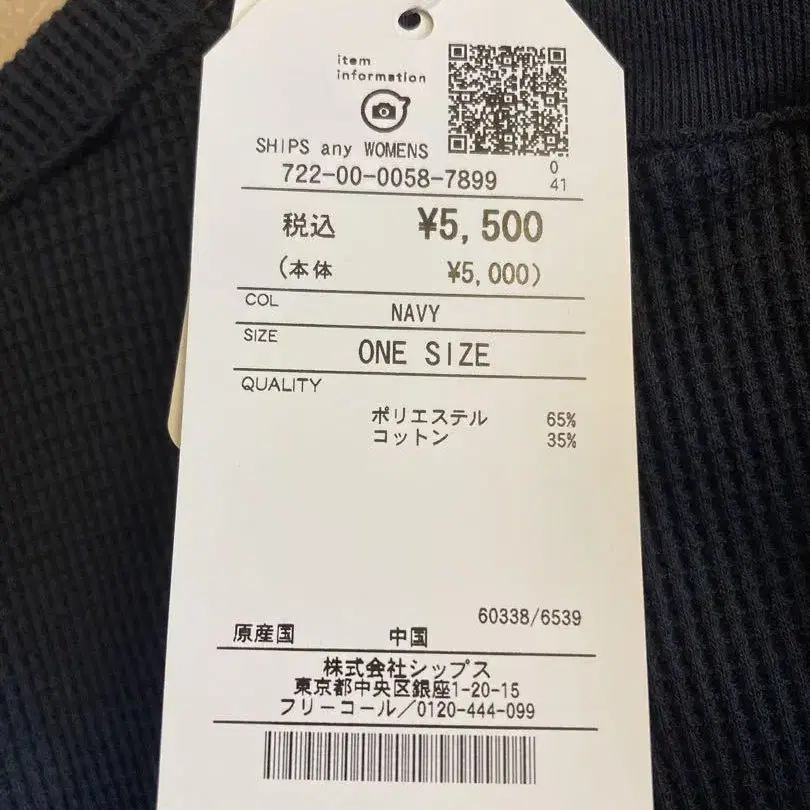 item
information
SHIPS any WOMENS
722-00-0058-7899
0
41
税込 ¥5,500
(本体 ¥5,000)
COL
NAVY
SIZE
ONE SIZE
QUALITY
ポリエステル 65%
コットン 35%
60338/6539
原産国 中国
株式会社シップス
東京都中央区銀座1-20-15
フリーコール/0120-444-099